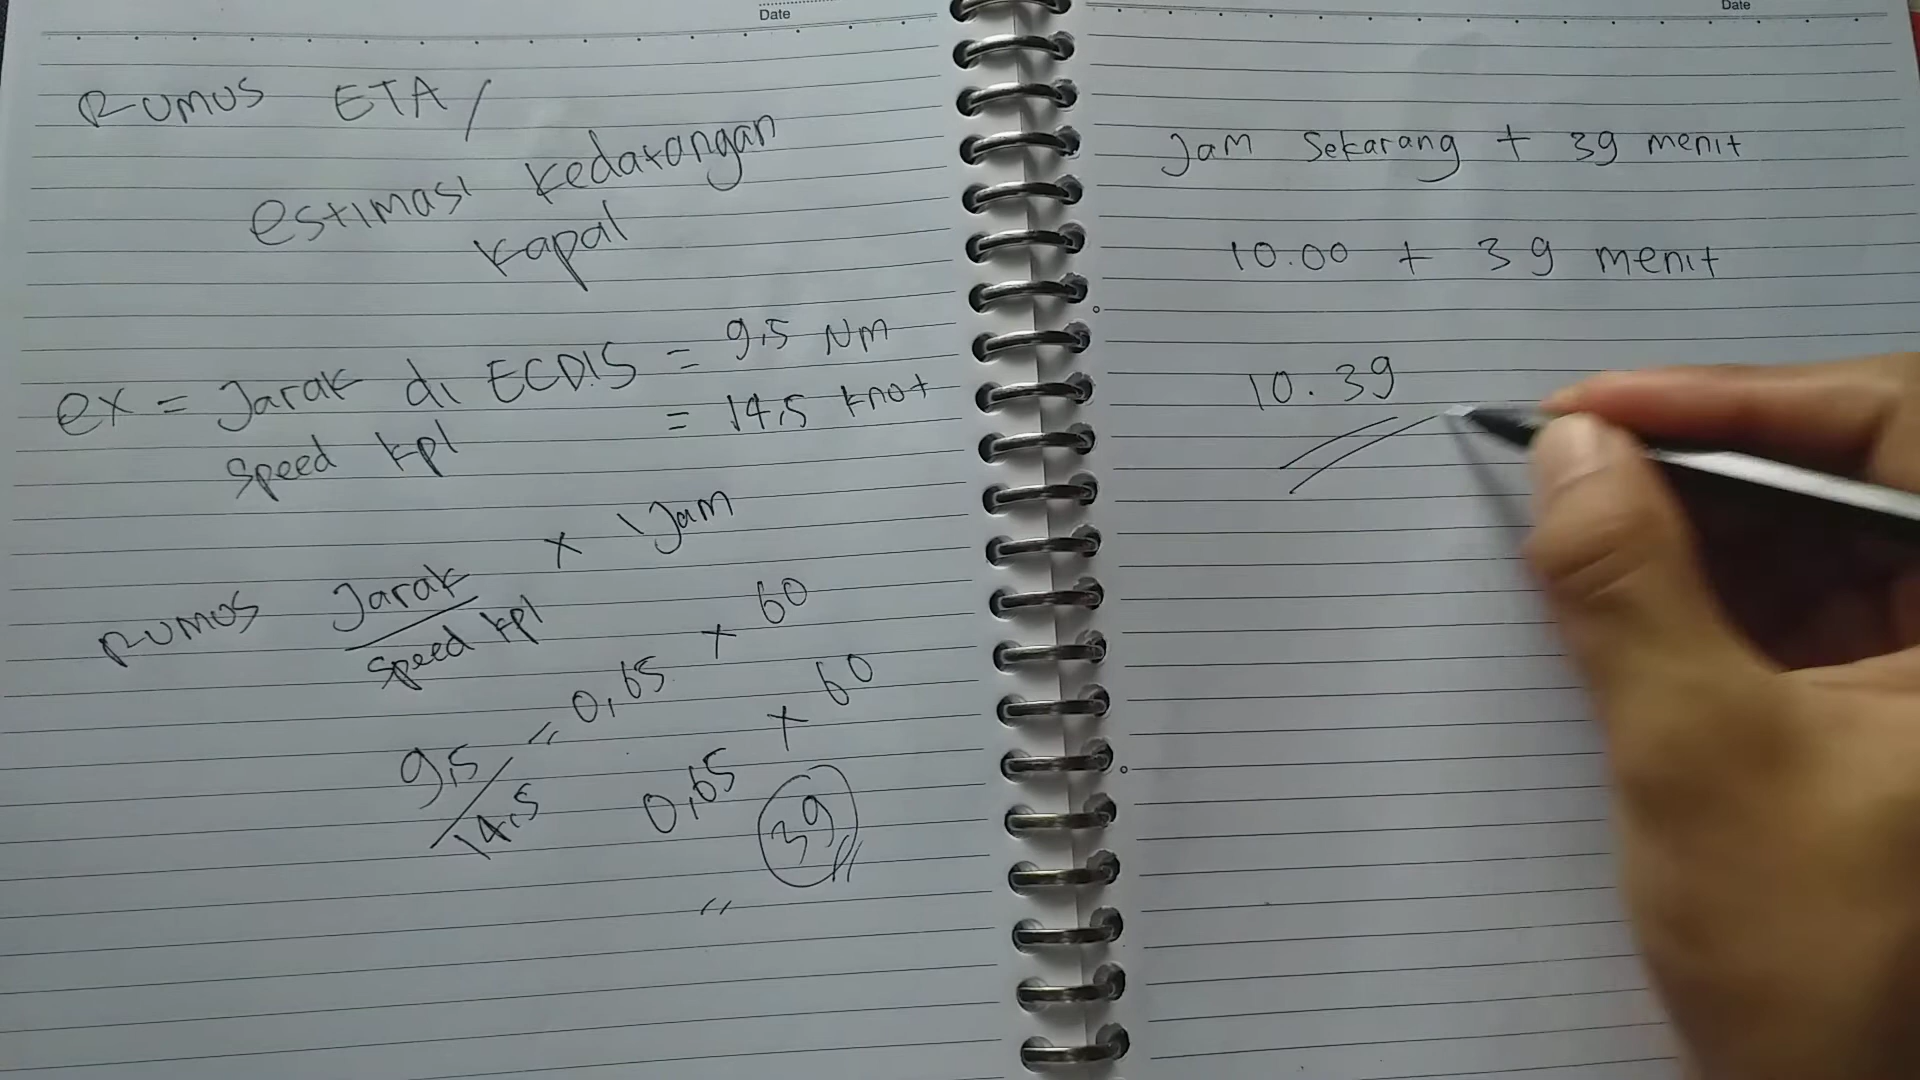 Date
Rumus ETA/
estimasi kedatangan
kapal
ex = Jarak di ECDIS = 9,5 NM
speed kpl = 14,5 knot
Rumus Jarak x 1 Jam
speed kpl
9,5 = 0,65 x 60
14,5
0,65 x 60
39
Date
Jam Sekarang + 39 menit
10.00 + 39 menit
10.39